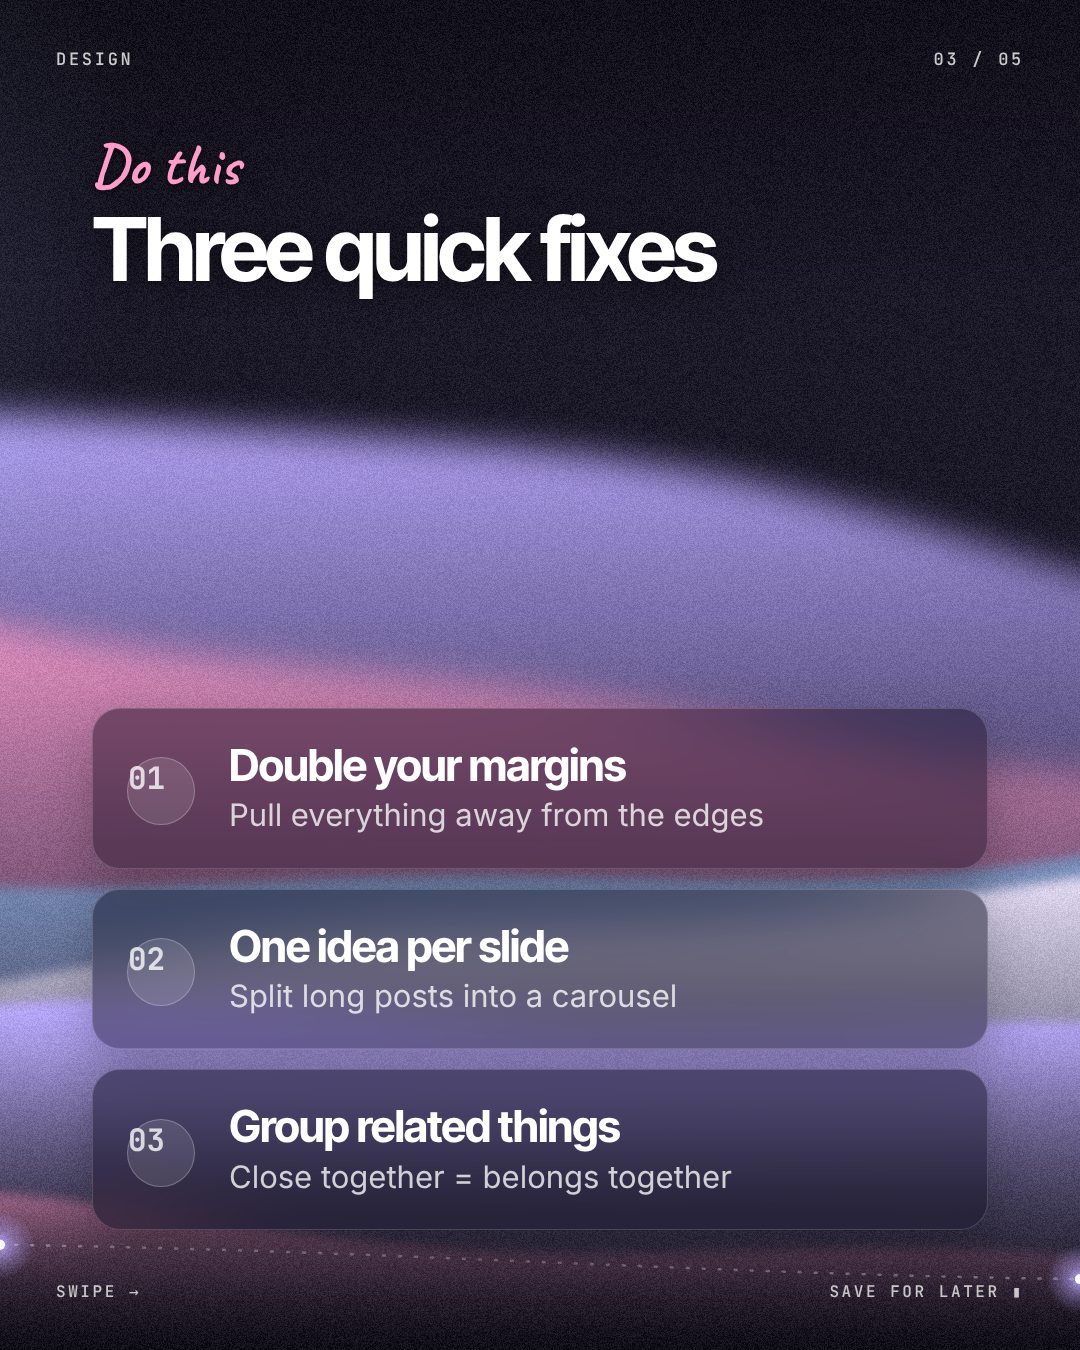 DESIGN
03 / 05
Do this
Three quick fixes
01
Double your margins
Pull everything away from the edges
02
One idea per slide
Split long posts into a carousel
03
Group related things
Close together = belongs together
SWIPE →
SAVE FOR LATER ▮